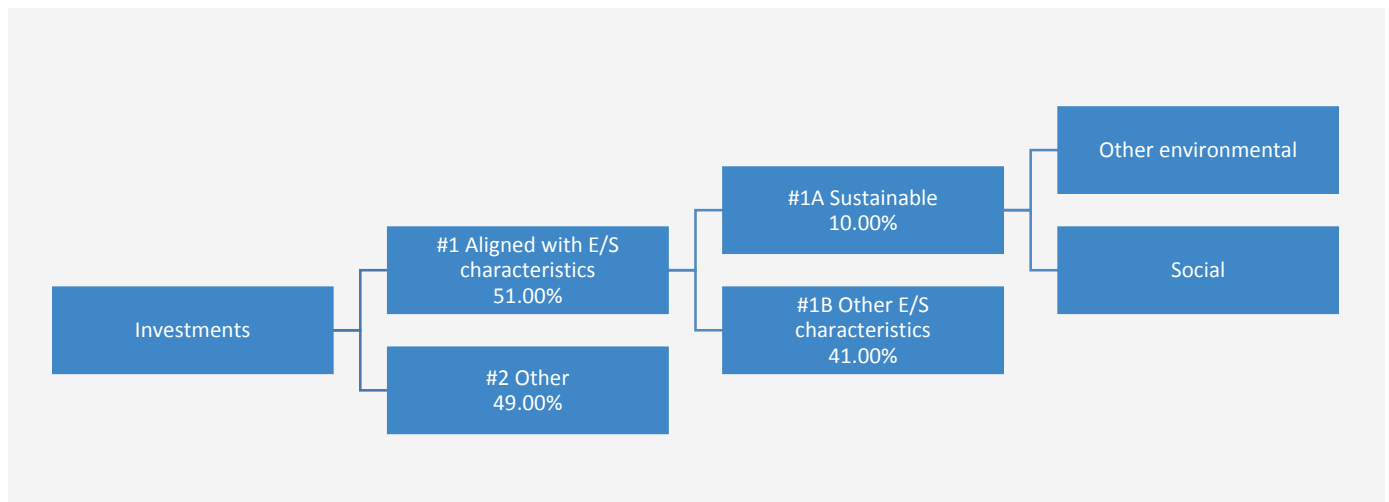 Investments
#1 Aligned with E/S
characteristics
51.00%
#2 Other
49.00%
#1A Sustainable
10.00%
#1B Other E/S
characteristics
41.00%
Other environmental
Social